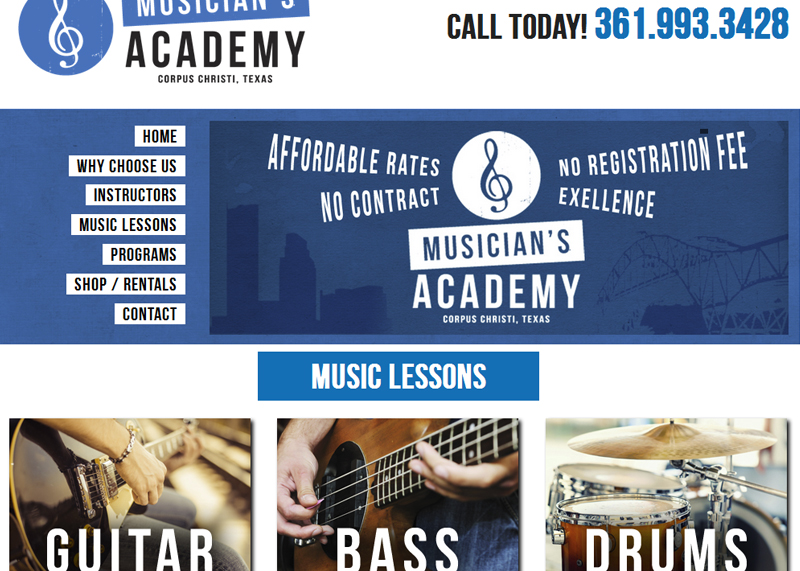 MUSICIAN'S
ACADEMY
CORPUS CHRISTI, TEXAS
CALL TODAY! 361.993.3428
HOME
WHY CHOOSE US
INSTRUCTORS
MUSIC LESSONS
PROGRAMS
SHOP / RENTALS
CONTACT
AFFORDABLE RATES
NO CONTRACT
NO REGISTRATION FEE
EXELLENCE
MUSICIAN'S
ACADEMY
CORPUS CHRISTI, TEXAS
MUSIC LESSONS
GUITAR
BASS
DRUMS